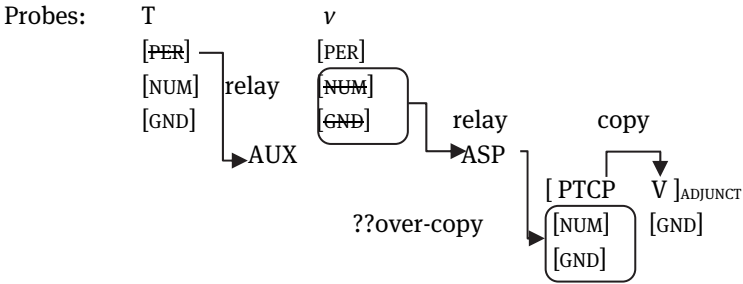 Probes: T v
[PER] [PER]
[NUM] relay [NUM]
[GND] [GND] relay copy
AUX ASP
[ PTCP V ]ADJUNCT
??over-copy [NUM] [GND]
[GND]